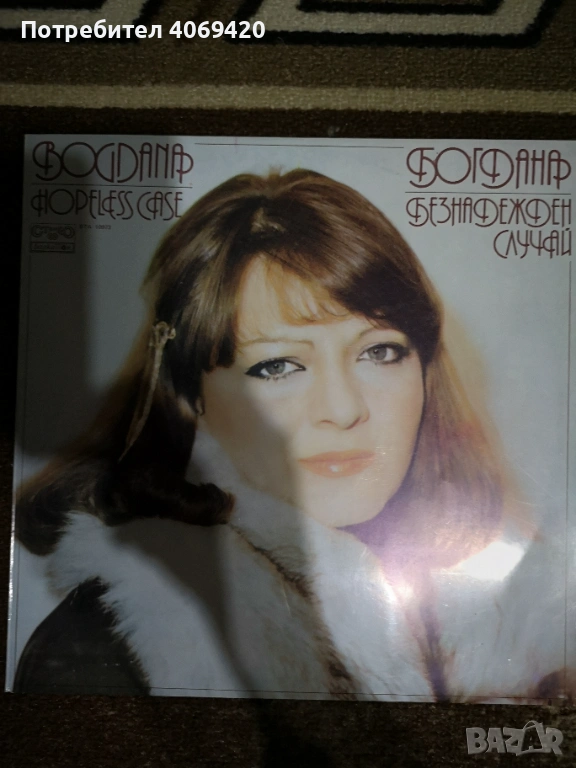 Потребител 4069420
BOGDANA
HOPELESS CASE
БОГДАНА
БЕЗНАДЕЖДЕН
СЛУЧАЙ
BAZAR